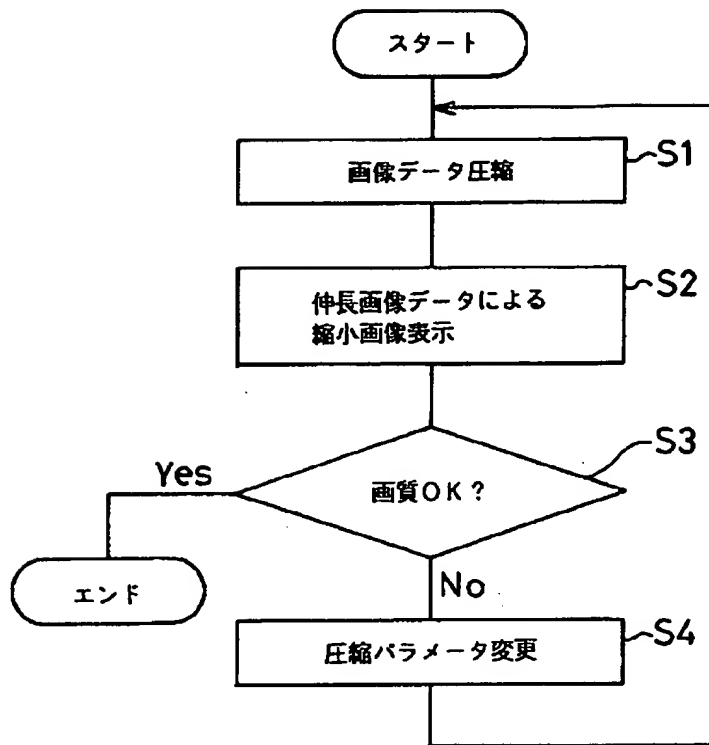 スタート
画像データ圧縮
S1
伸長画像データによる
縮小画像表示
S2
画質OK?
S3
Yes
エンド
No
圧縮パラメータ変更
S4